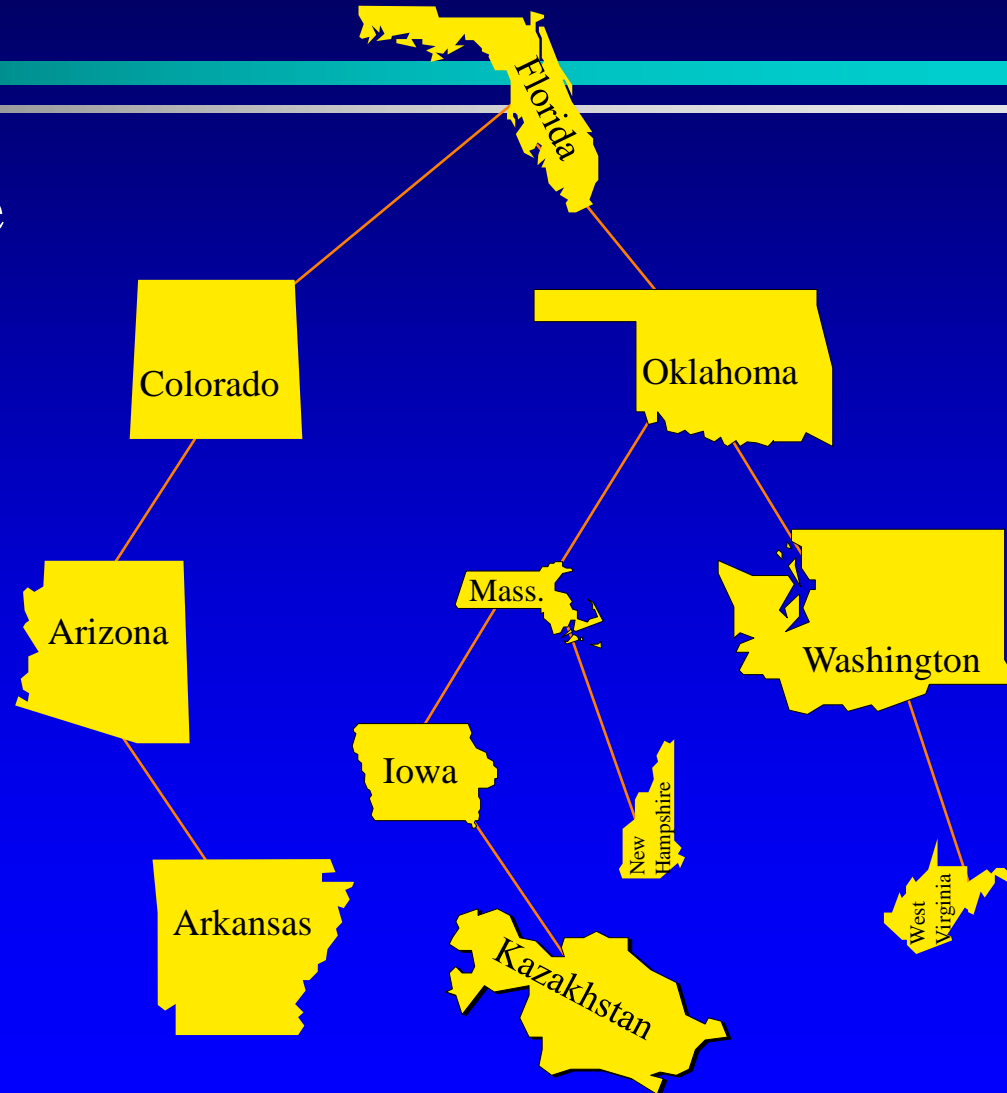 Florida
Colorado
Oklahoma
Arizona
Mass.
Washington
Iowa
New
Hampshire
Arkansas
West
Virginia
Kazakhstan